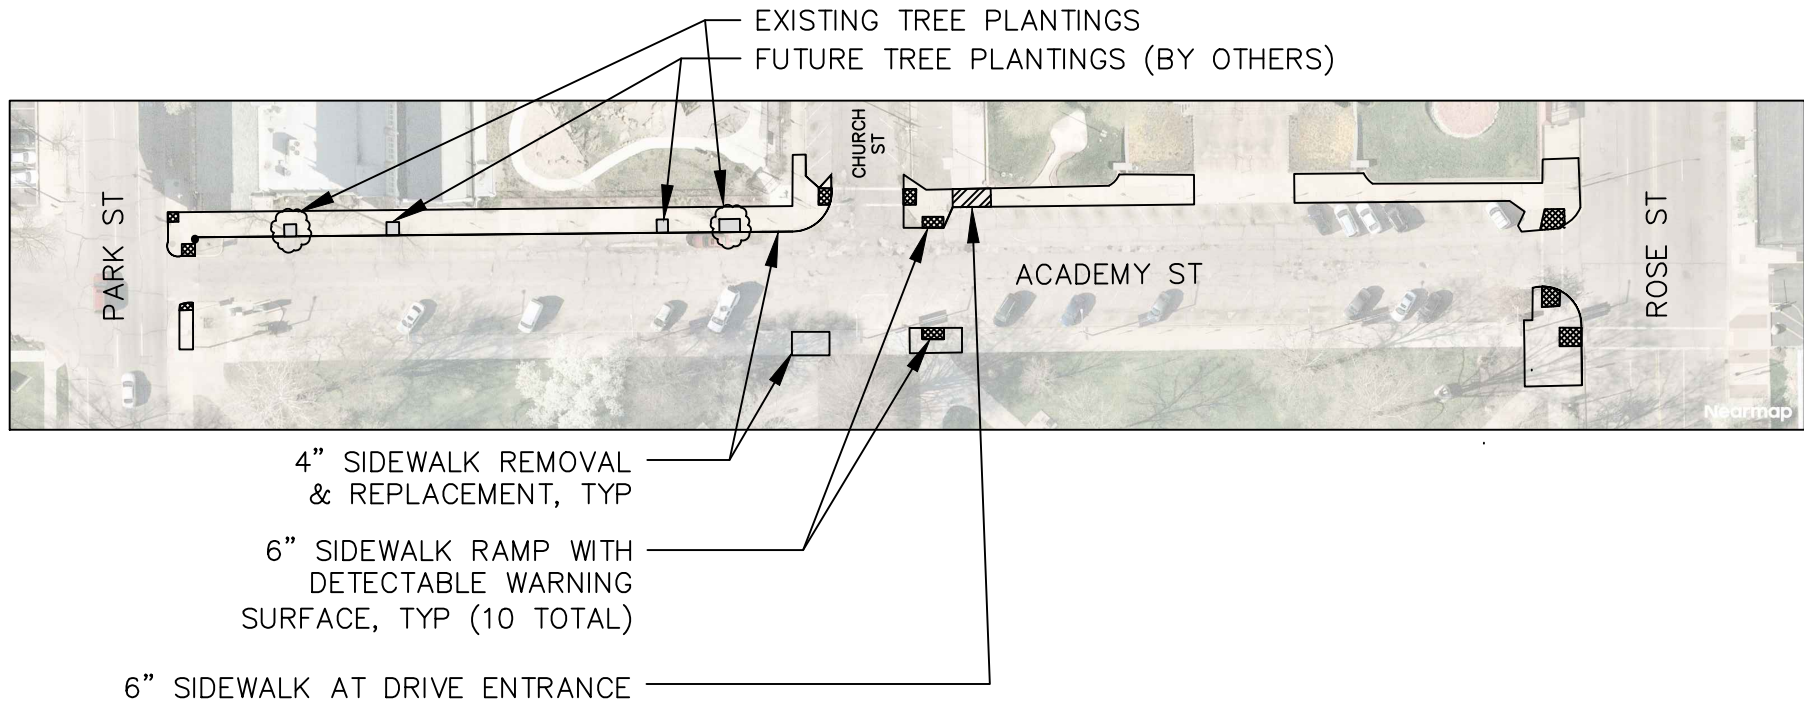 EXISTING TREE PLANTINGS
FUTURE TREE PLANTINGS (BY OTHERS)
CHURCH
ST
PARK ST
ACADEMY ST
ROSE ST
Nearmap
4” SIDEWALK REMOVAL
& REPLACEMENT, TYP
6” SIDEWALK RAMP WITH
DETECTABLE WARNING
SURFACE, TYP (10 TOTAL)
6” SIDEWALK AT DRIVE ENTRANCE